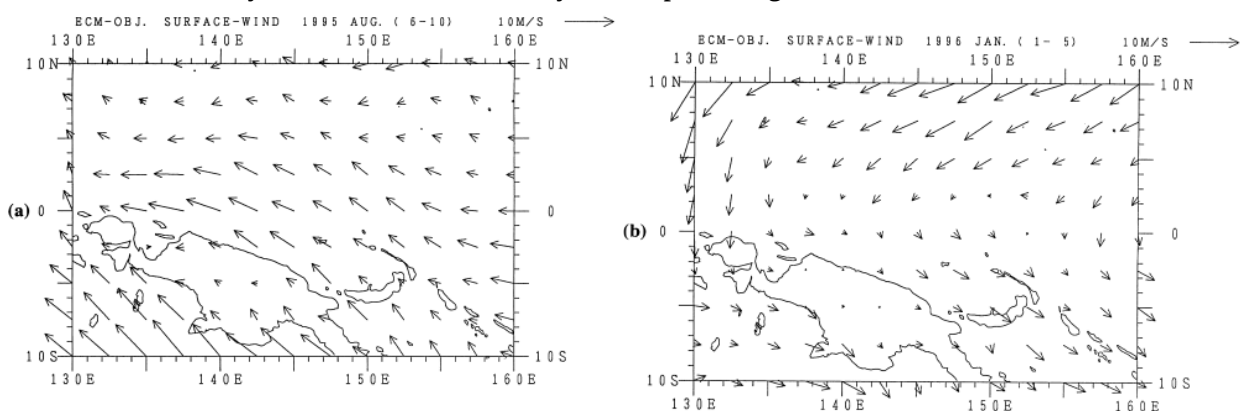 ECM-OBJ. SURFACE-WIND 1995 AUG. ( 6-10) 10M/S
130E 140E 150E 160E
10N 10N
(a) 0 0
10S 10S
130E 140E 150E 160E
ECM-OBJ. SURFACE-WIND 1996 JAN. ( 1- 5) 10M/S
130E 140E 150E 160E
10N 10N
(b) 0 0
10S 10S
130E 140E 150E 160E